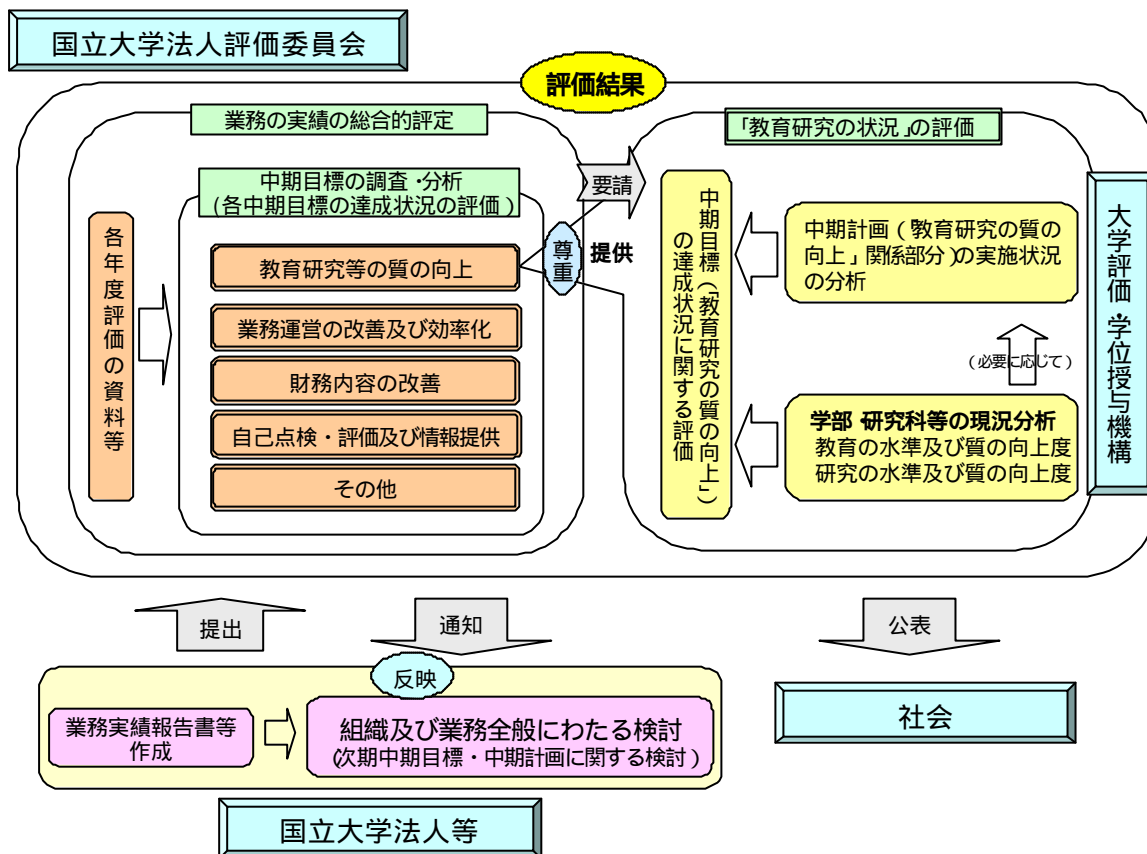 国立大学法人評価委員会
評価結果
業務の実績の総合的評定
「教育研究の状況」の評価
中期目標の調査・分析
(各中期目標の達成状況の評価)
要請
尊重
提供
各年度評価の資料等
教育研究等の質の向上
業務運営の改善及び効率化
財務内容の改善
自己点検・評価及び情報提供
その他
中期目標(「教育研究の質の向上」)
の達成状況に関する評価
中期計画(「教育研究の質の
向上」関係部分)の実施状況
の分析
(必要に応じて)
学部・研究科等の現況分析
教育の水準及び質の向上度
研究の水準及び質の向上度
大学評価・学位授与機構
提出
通知
公表
反映
業務実績報告書等
作成
組織及び業務全般にわたる検討
(次期中期目標・中期計画に関する検討)
社会
国立大学法人等